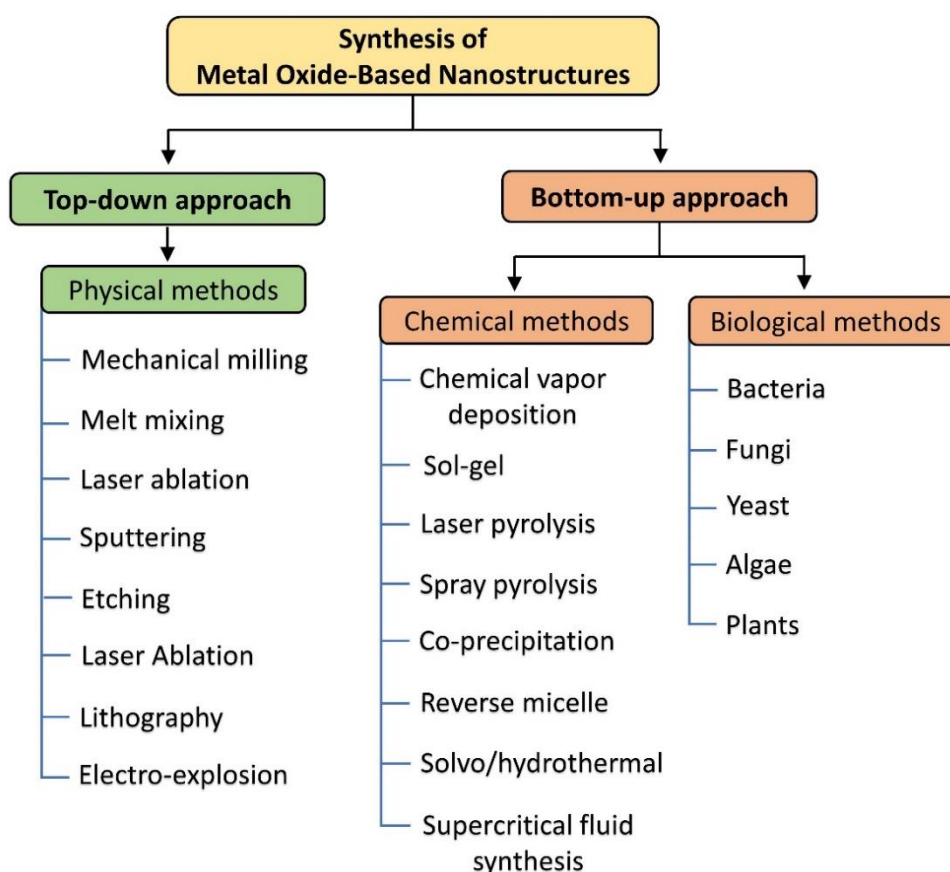 Synthesis of
Metal Oxide-Based Nanostructures
Top-down approach
Physical methods
Mechanical milling
Melt mixing
Laser ablation
Sputtering
Etching
Laser Ablation
Lithography
Electro-explosion
Bottom-up approach
Chemical methods
Chemical vapor
deposition
Sol-gel
Laser pyrolysis
Spray pyrolysis
Co-precipitation
Reverse micelle
Solvo/hydrothermal
Supercritical fluid
synthesis
Biological methods
Bacteria
Fungi
Yeast
Algae
Plants